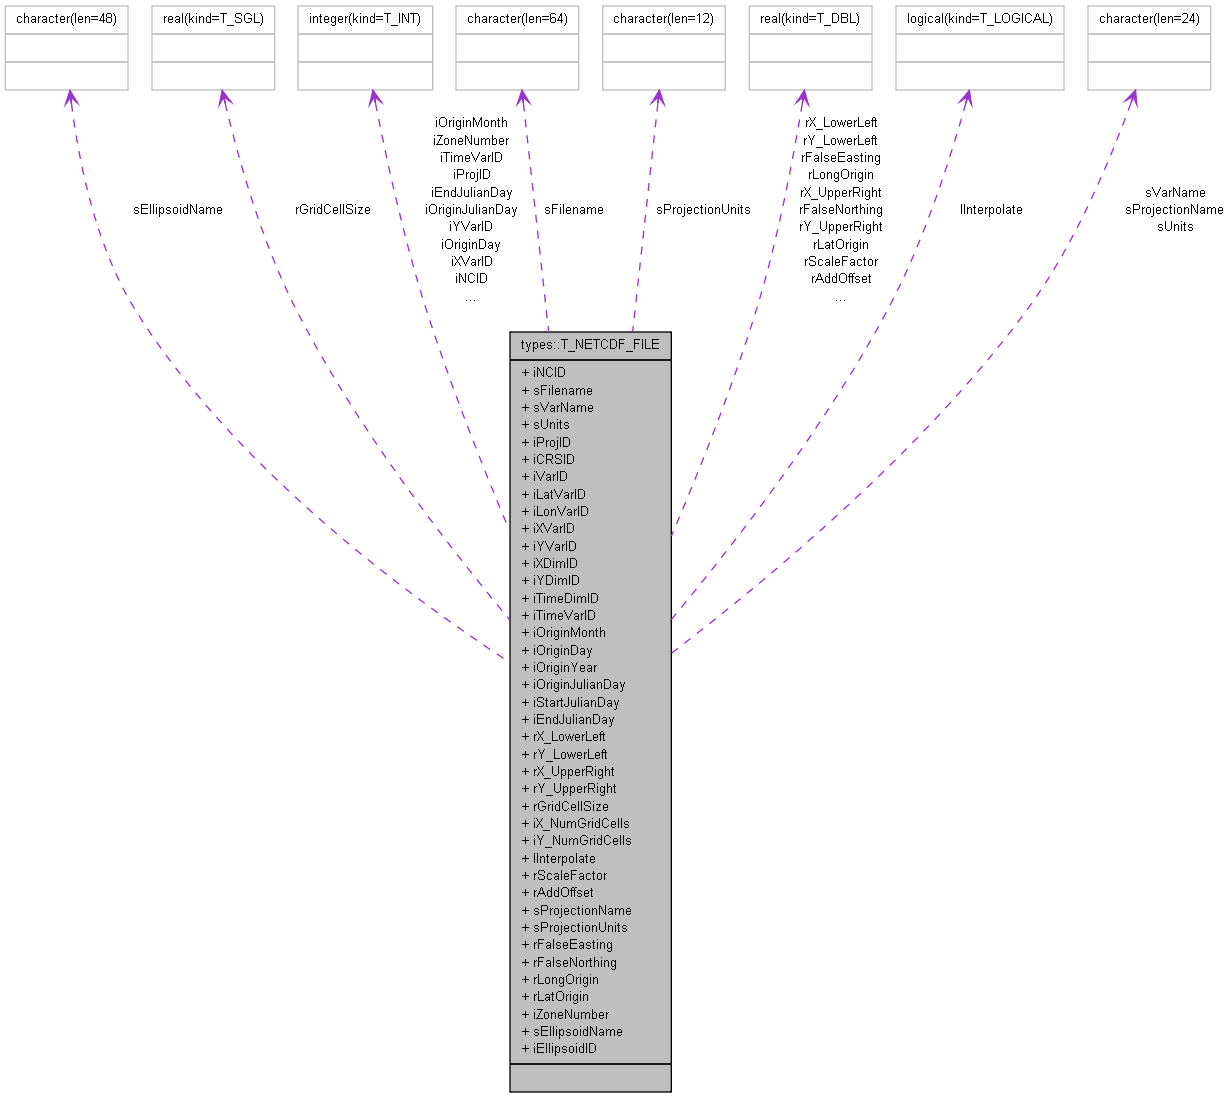 character(len=48)
real(kind=T_SGL)
integer(kind=T_INT)
character(len=64)
character(len=12)
real(kind=T_DBL)
logical(kind=T_LOGICAL)
character(len=24)
sEllipsoidName
rGridCellSize
iOriginMonth
iZoneNumber
iTimeVarID
iProjID
iEndJulianDay
iOriginJulianDay
iYVarID
iOriginDay
iXVarID
iNCID
...
sFilename
sProjectionUnits
rX_LowerLeft
rY_LowerLeft
rFalseEasting
rLongOrigin
rX_UpperRight
rFalseNorthing
rY_UpperRight
rLatOrigin
rScaleFactor
rAddOffset
...
lInterpolate
sVarName
sProjectionName
sUnits
types::T_NETCDF_FILE
+ iNCID
+ sFilename
+ sVarName
+ sUnits
+ iProjID
+ iCRSID
+ iVarID
+ iLatVarID
+ iLonVarID
+ iXVarID
+ iYVarID
+ iXDimID
+ iYDimID
+ iTimeDimID
+ iTimeVarID
+ iOriginMonth
+ iOriginDay
+ iOriginYear
+ iOriginJulianDay
+ iStartJulianDay
+ iEndJulianDay
+ rX_LowerLeft
+ rY_LowerLeft
+ rX_UpperRight
+ rY_UpperRight
+ rGridCellSize
+ iX_NumGridCells
+ iY_NumGridCells
+ lInterpolate
+ rScaleFactor
+ rAddOffset
+ sProjectionName
+ sProjectionUnits
+ rFalseEasting
+ rFalseNorthing
+ rLongOrigin
+ rLatOrigin
+ iZoneNumber
+ sEllipsoidName
+ iEllipsoidID